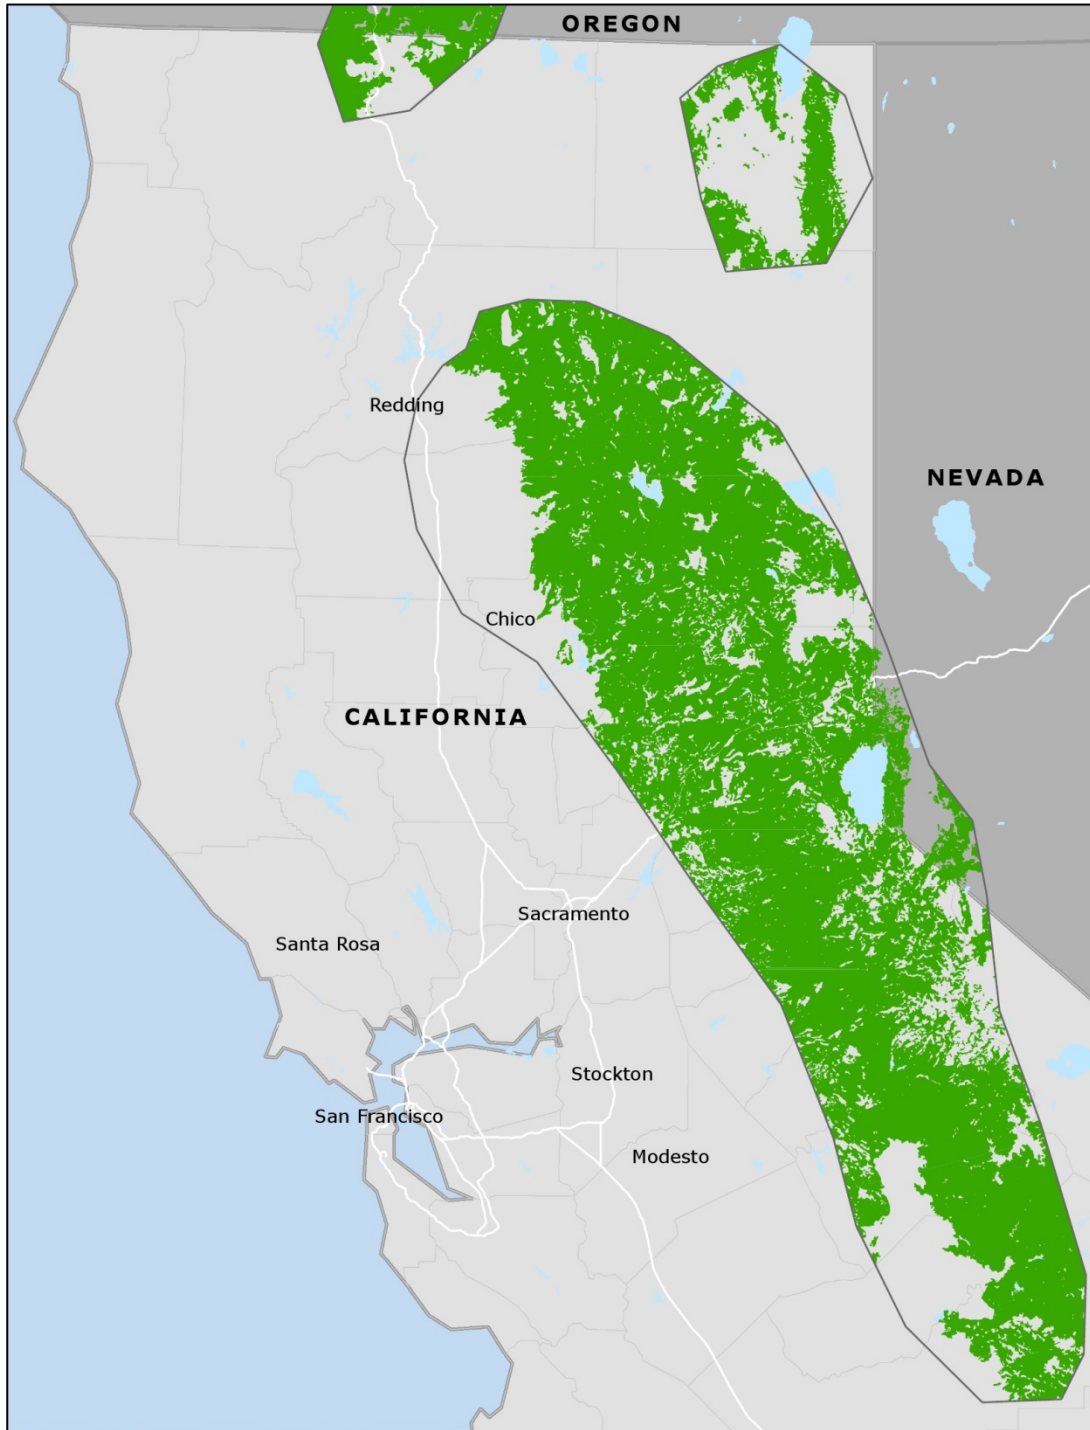 OREGON
Redding
NEVADA
Chico
CALIFORNIA
Sacramento
Santa Rosa
Stockton
San Francisco
Modesto